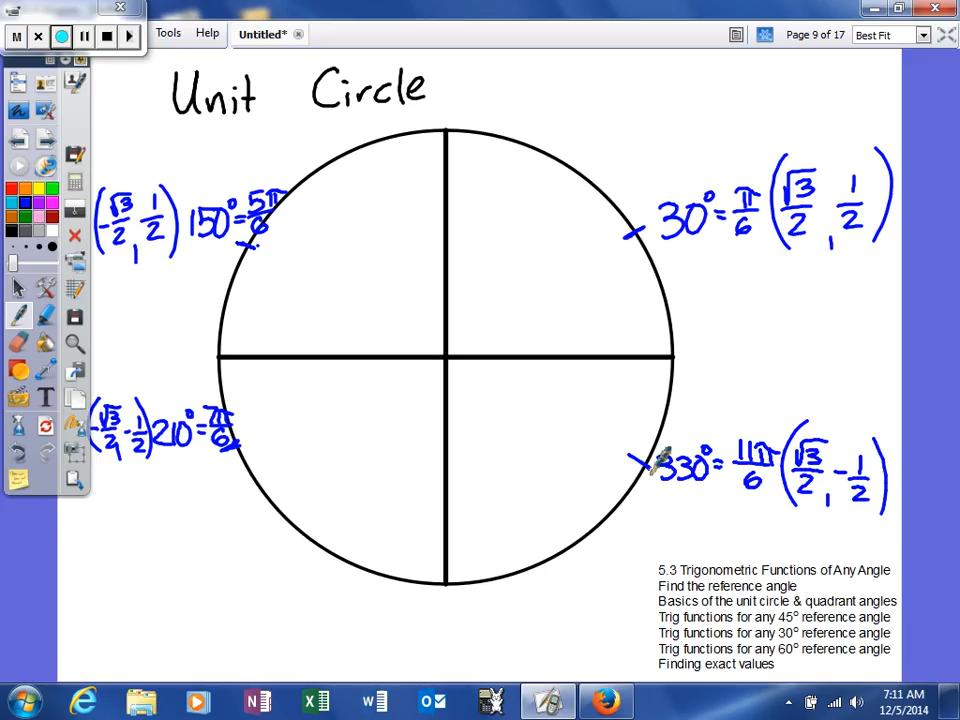 M
Tools Help Untitled* Page 9 of 17 Best Fit
Unit Circle
(-√3/2, 1/2) 150° = 5π/6
30° = π/6 (√3/2, 1/2)
(-√3/2, -1/2) 210° = 7π/6
330° = 11π/6 (√3/2, -1/2)
5.3 Trigonometric Functions of Any Angle
Find the reference angle
Basics of the unit circle & quadrant angles
Trig functions for any 45° reference angle
Trig functions for any 30° reference angle
Trig functions for any 60° reference angle
Finding exact values
7:11 AM
12/5/2014